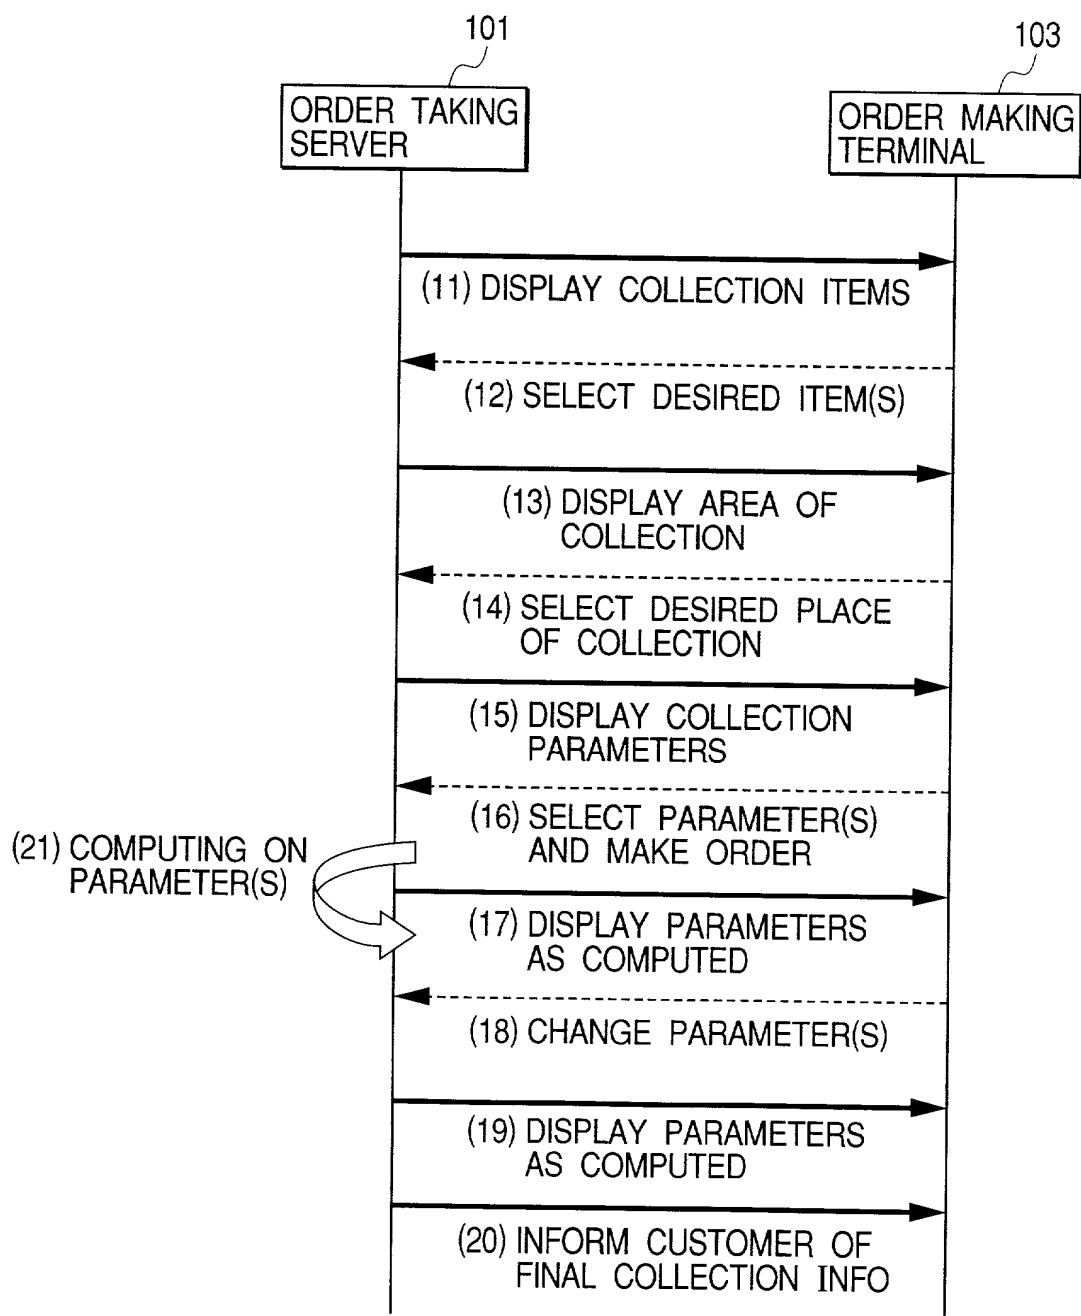 101
103
ORDER TAKING
SERVER
ORDER MAKING
TERMINAL
(11) DISPLAY COLLECTION ITEMS
(12) SELECT DESIRED ITEM(S)
(13) DISPLAY AREA OF
COLLECTION
(14) SELECT DESIRED PLACE
OF COLLECTION
(15) DISPLAY COLLECTION
PARAMETERS
(16) SELECT PARAMETER(S)
AND MAKE ORDER
(21) COMPUTING ON
PARAMETER(S)
(17) DISPLAY PARAMETERS
AS COMPUTED
(18) CHANGE PARAMETER(S)
(19) DISPLAY PARAMETERS
AS COMPUTED
(20) INFORM CUSTOMER OF
FINAL COLLECTION INFO